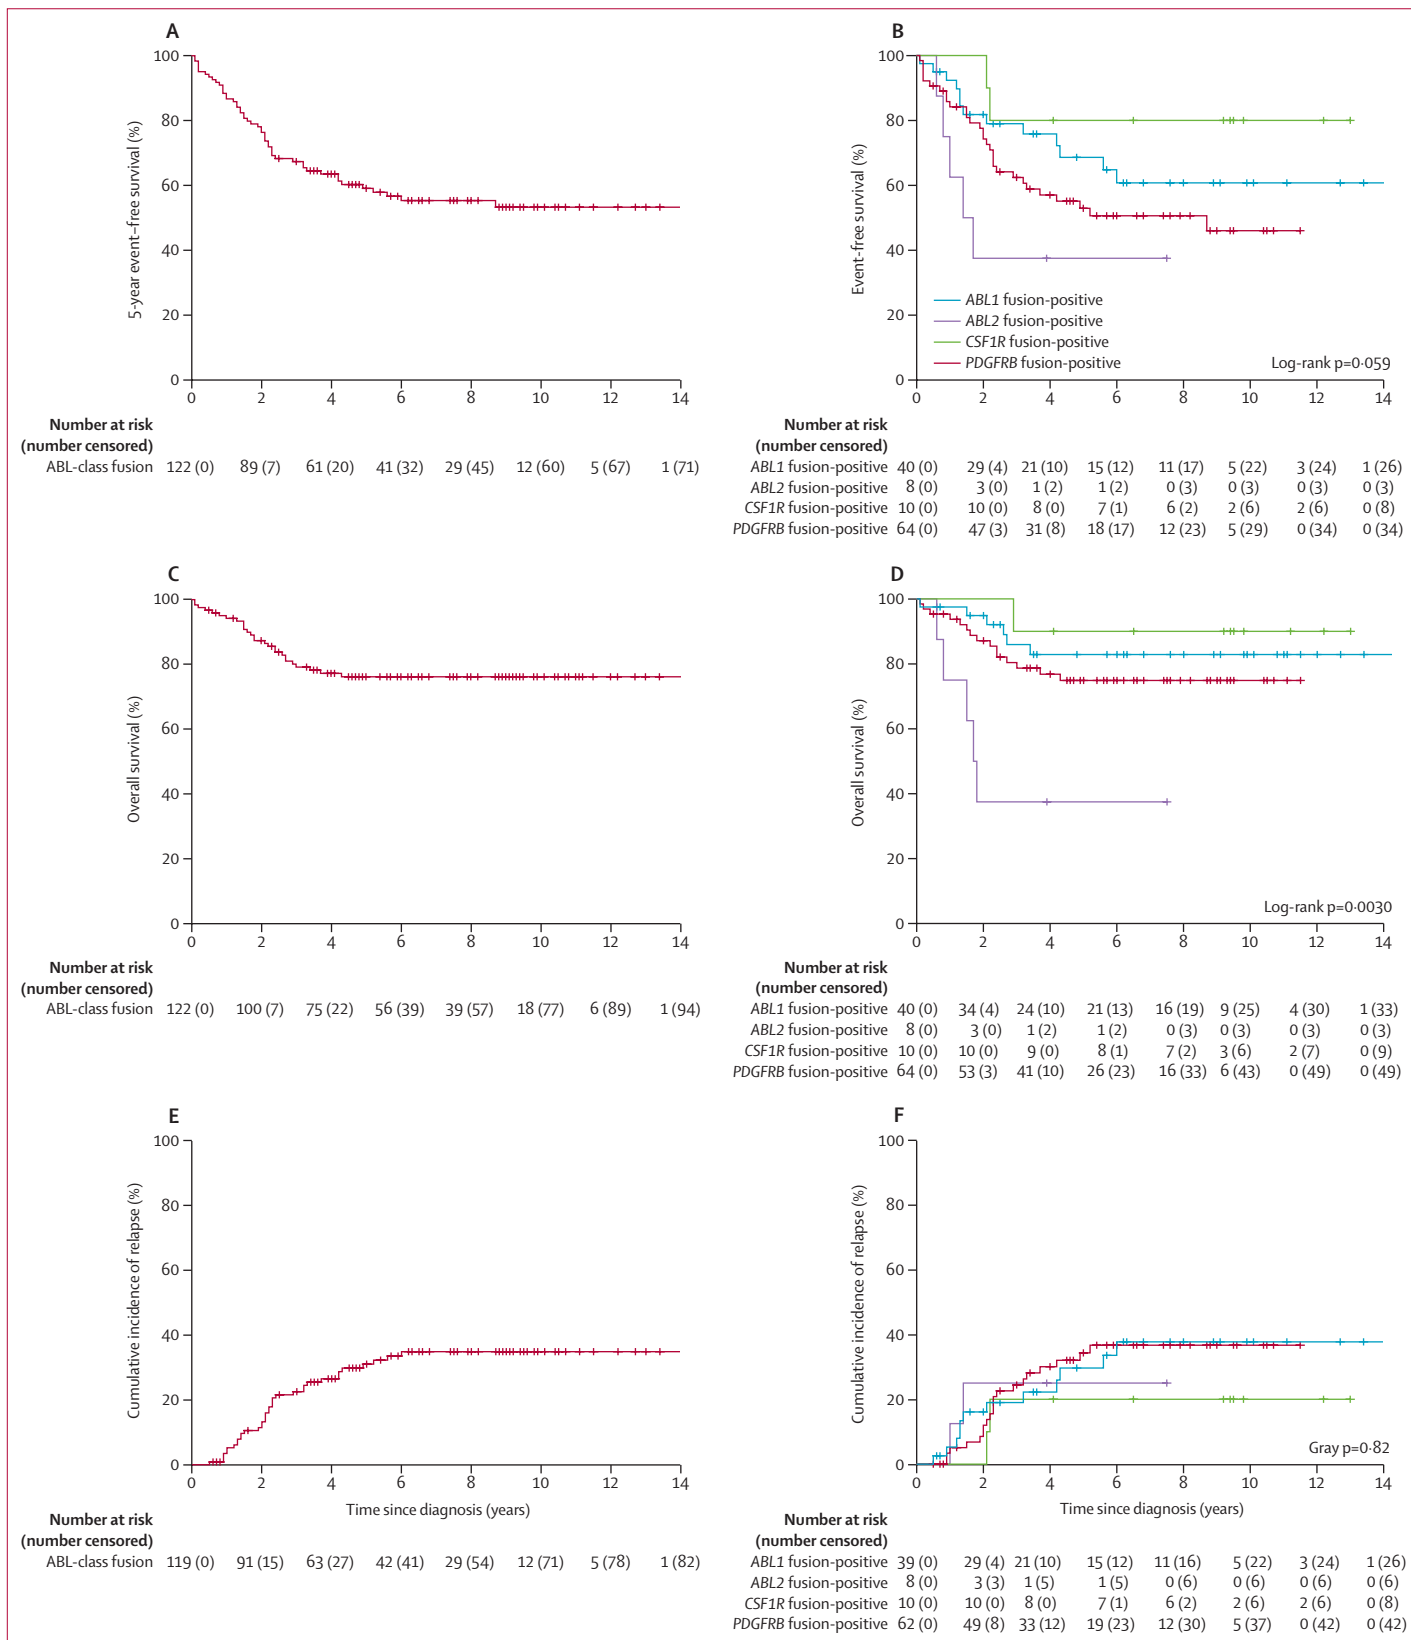 A
100
80
60
40
20
0
5-year event–free survival (%)
0 2 4 6 8 10 12 14
Number at risk
(number censored)
ABL-class fusion 122 (0) 89 (7) 61 (20) 41 (32) 29 (45) 12 (60) 5 (67) 1 (71)
B
100
80
60
40
20
0
Event-free survival (%)
ABL1 fusion-positive
ABL2 fusion-positive
CSF1R fusion-positive
PDGFRB fusion-positive
Log-rank p=0·059
0 2 4 6 8 10 12 14
Number at risk
(number censored)
ABL1 fusion-positive 40 (0) 29 (4) 21 (10) 15 (12) 11 (17) 5 (22) 3 (24) 1 (26)
ABL2 fusion-positive 8 (0) 3 (0) 1 (2) 1 (2) 0 (3) 0 (3) 0 (3) 0 (3)
CSF1R fusion-positive 10 (0) 10 (0) 8 (0) 7 (1) 6 (2) 2 (6) 2 (6) 0 (8)
PDGFRB fusion-positive 64 (0) 47 (3) 31 (8) 18 (17) 12 (23) 5 (29) 0 (34) 0 (34)
C
100
80
60
40
20
0
Overall survival (%)
0 2 4 6 8 10 12 14
Number at risk
(number censored)
ABL-class fusion 122 (0) 100 (7) 75 (22) 56 (39) 39 (57) 18 (77) 6 (89) 1 (94)
D
100
80
60
40
20
0
Overall survival (%)
Log-rank p=0·0030
0 2 4 6 8 10 12 14
Number at risk
(number censored)
ABL1 fusion-positive 40 (0) 34 (4) 24 (10) 21 (13) 16 (19) 9 (25) 4 (30) 1 (33)
ABL2 fusion-positive 8 (0) 3 (0) 1 (2) 1 (2) 0 (3) 0 (3) 0 (3) 0 (3)
CSF1R fusion-positive 10 (0) 10 (0) 9 (0) 8 (1) 7 (2) 3 (6) 2 (7) 0 (9)
PDGFRB fusion-positive 64 (0) 53 (3) 41 (10) 26 (23) 16 (33) 6 (43) 0 (49) 0 (49)
E
100
80
60
40
20
0
Cumulative incidence of relapse (%)
0 2 4 6 8 10 12 14
Time since diagnosis (years)
Number at risk
(number censored)
ABL-class fusion 119 (0) 91 (15) 63 (27) 42 (41) 29 (54) 12 (71) 5 (78) 1 (82)
F
100
80
60
40
20
0
Cumulative incidence of relapse (%)
Gray p=0·82
0 2 4 6 8 10 12 14
Time since diagnosis (years)
Number at risk
(number censored)
ABL1 fusion-positive 39 (0) 29 (4) 21 (10) 15 (12) 11 (16) 5 (22) 3 (24) 1 (26)
ABL2 fusion-positive 8 (0) 3 (3) 1 (5) 1 (5) 0 (6) 0 (6) 0 (6) 0 (6)
CSF1R fusion-positive 10 (0) 10 (0) 8 (0) 7 (1) 6 (2) 2 (6) 2 (6) 0 (8)
PDGFRB fusion-positive 62 (0) 49 (8) 33 (12) 19 (23) 12 (30) 5 (37) 0 (42) 0 (42)